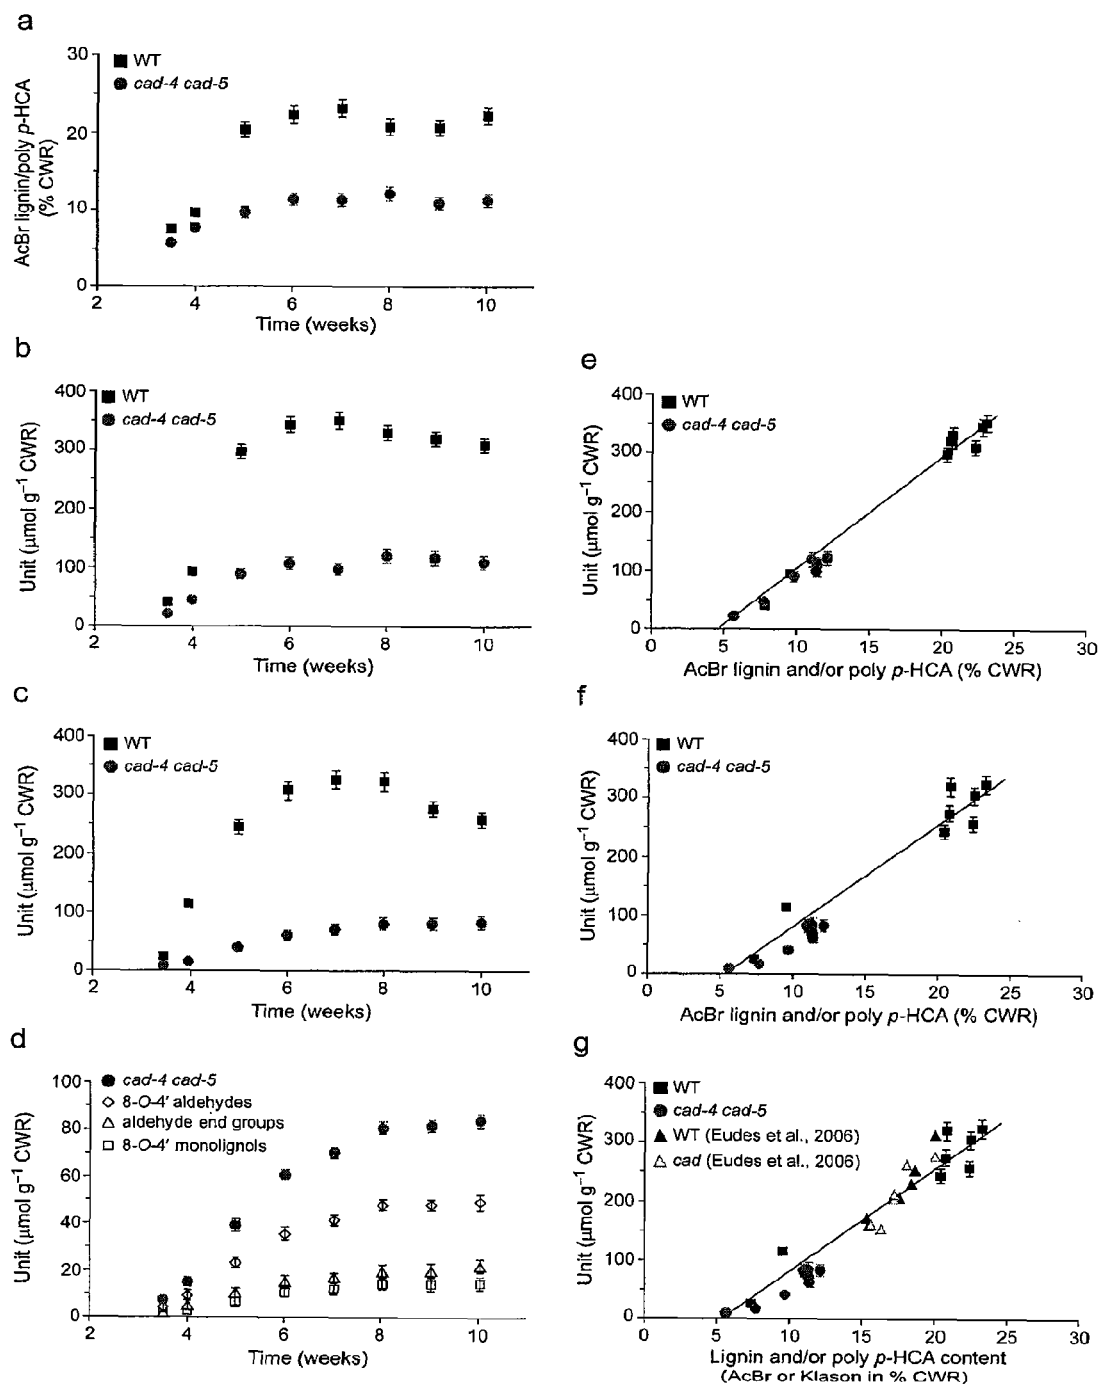 a
AcBr lignin/poly p-HCA
(% CWR)
30
20
10
0
WT
cad-4 cad-5
2
4
6
8
10
Time (weeks)
b
Unit (µmol g⁻¹ CWR)
400
300
200
100
0
WT
cad-4 cad-5
2
4
6
8
10
Time (weeks)
c
Unit (µmol g⁻¹ CWR)
400
300
200
100
0
WT
cad-4 cad-5
2
4
6
8
10
Time (weeks)
d
Unit (µmol g⁻¹ CWR)
100
80
60
40
20
0
cad-4 cad-5
8-O-4′ aldehydes
aldehyde end groups
8-O-4′ monolignols
2
4
6
8
10
Time (weeks)
e
Unit (µmol g⁻¹ CWR)
400
300
200
100
0
WT
cad-4 cad-5
0
5
10
15
20
25
30
AcBr lignin and/or poly p-HCA (% CWR)
f
Unit (µmol g⁻¹ CWR)
400
300
200
100
0
WT
cad-4 cad-5
0
5
10
15
20
25
30
AcBr lignin and/or poly p-HCA (% CWR)
g
Unit (µmol g⁻¹ CWR)
400
300
200
100
0
WT
cad-4 cad-5
WT (Eudes et al., 2006)
cad (Eudes et al., 2006)
0
5
10
15
20
25
30
Lignin and/or poly p-HCA content
(AcBr or Klason in % CWR)